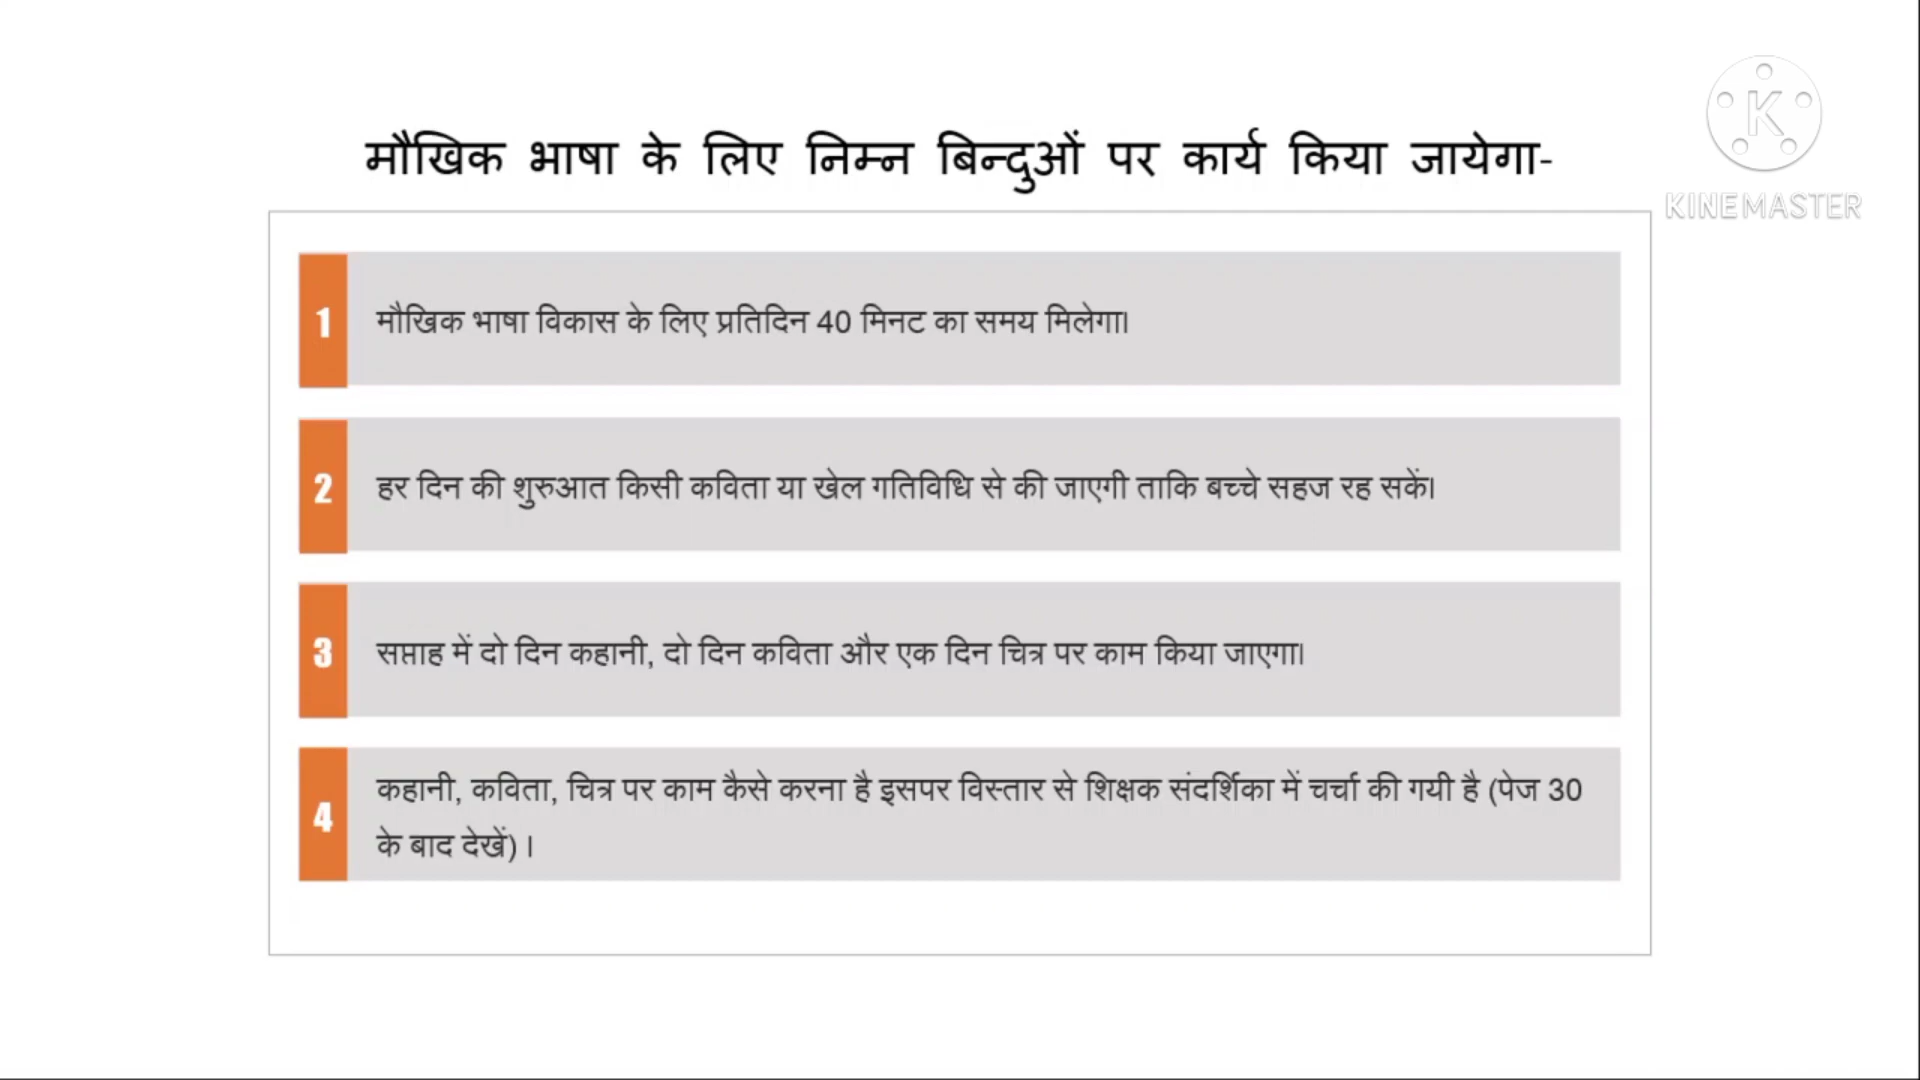 मौखिक भाषा के लिए निम्न बिन्दुओं पर कार्य किया जायेगा-
KINEMASTER
1 मौखिक भाषा विकास के लिए प्रतिदिन 40 मिनट का समय मिलेगा।
2 हर दिन की शुरुआत किसी कविता या खेल गतिविधि से की जाएगी ताकि बच्चे सहज रह सकें।
3 सप्ताह में दो दिन कहानी, दो दिन कविता और एक दिन चित्र पर काम किया जाएगा।
4 कहानी, कविता, चित्र पर काम कैसे करना है इसपर विस्तार से शिक्षक संदर्शिका में चर्चा की गयी है (पेज 30
के बाद देखें) ।